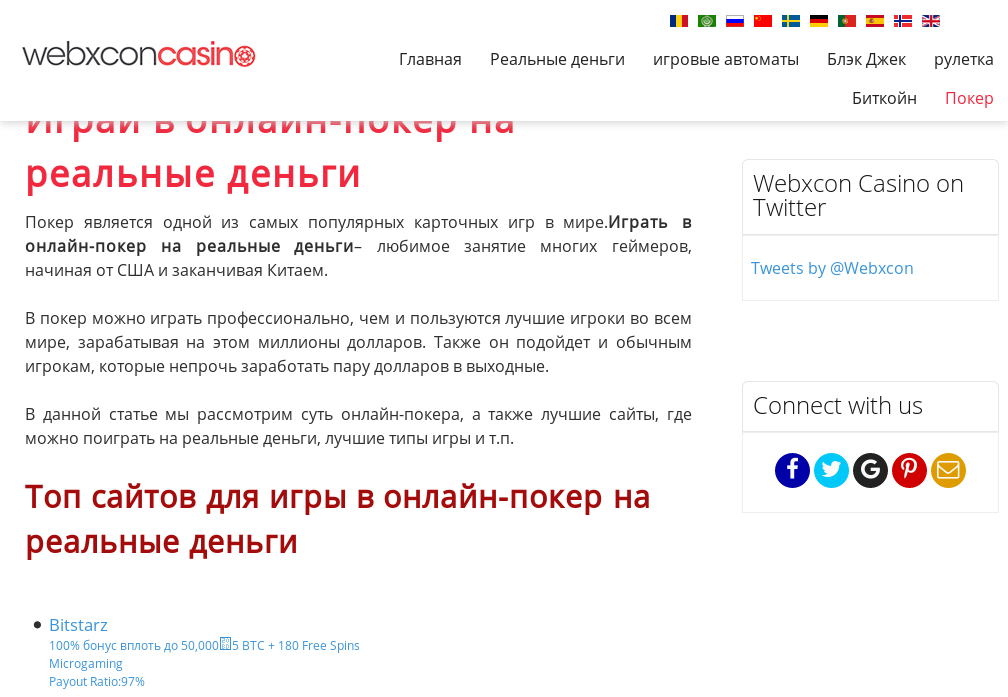 webxconcasino
Главная Реальные деньги игровые автоматы Блэк Джек рулетка
Биткойн Покер
Играй в онлайн-покер на
реальные деньги
Покер является одной из самых популярных карточных игр в мире.Играть в
онлайн-покер на реальные деньги– любимое занятие многих геймеров,
начиная от США и заканчивая Китаем.
В покер можно играть профессионально, чем и пользуются лучшие игроки во всем
мире, зарабатывая на этом миллионы долларов. Также он подойдет и обычным
игрокам, которые непрочь заработать пару долларов в выходные.
В данной статье мы рассмотрим суть онлайн-покера, а также лучшие сайты, где
можно поиграть на реальные деньги, лучшие типы игры и т.п.
Топ сайтов для игры в онлайн-покер на
реальные деньги
Bitstarz
100% бонус вплоть до 50,000 5 BTC + 180 Free Spins
Microgaming
Payout Ratio:97%
Webxcon Casino on
Twitter
Tweets by @Webxcon
Connect with us